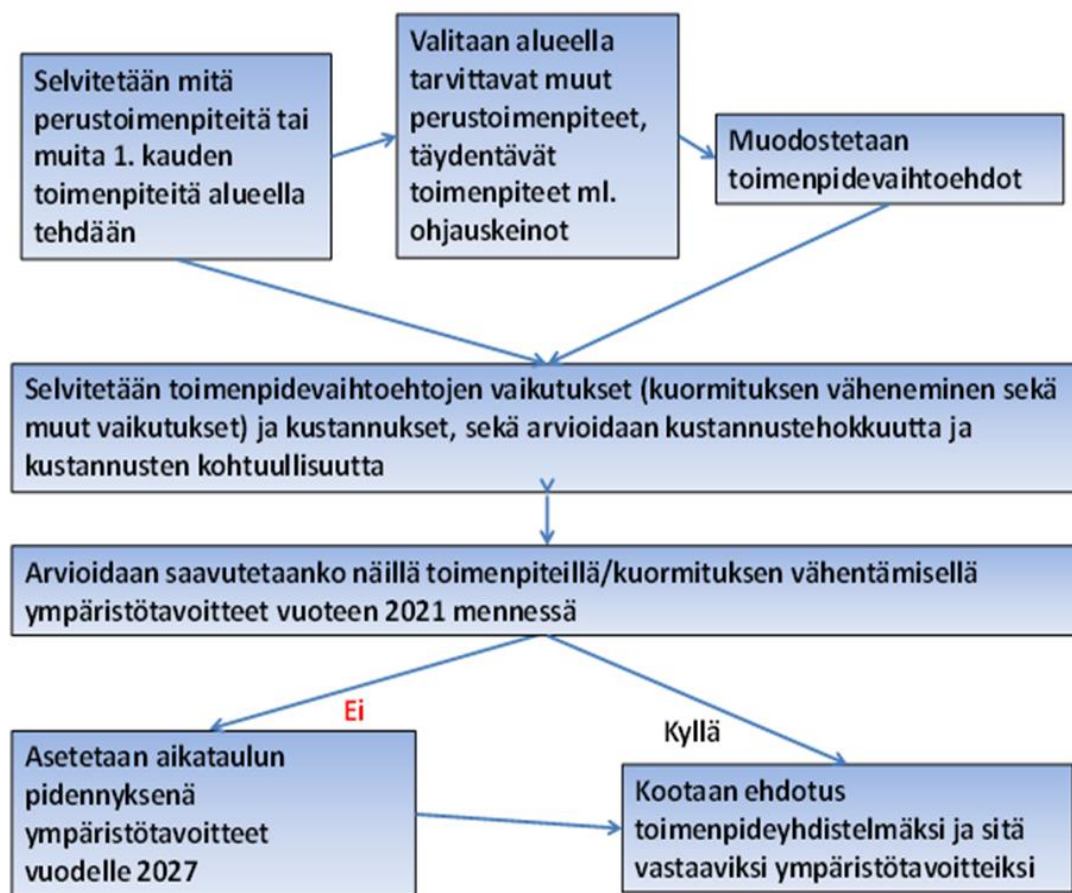 Selvitetään mitä
perustoimenpiteitä tai
muita 1. kauden
toimenpiteitä alueella
tehdään
Valitaan alueella
tarvittavat muut
perustoimenpiteet,
täydentävät
toimenpiteet ml.
ohjauskeinot
Muodostetaan
toimenpidevaihtoehdot
Selvitetään toimenpidevaihtoehtojen vaikutukset (kuormituksen väheneminen sekä
muut vaikutukset) ja kustannukset, sekä arvioidaan kustannustehokkuutta ja
kustannusten kohtuullisuutta
Arvioidaan saavutetaanko näillä toimenpiteillä/kuormituksen vähentämisellä
ympäristötavoitteet vuoteen 2021 mennessä
Ei
Kyllä
Asetetaan aikataulun
pidennyksenä
ympäristötavoitteet
vuodelle 2027
Kootaan ehdotus
toimenpideyhdistelmäksi ja sitä
vastaaviksi ympäristötavoitteiksi